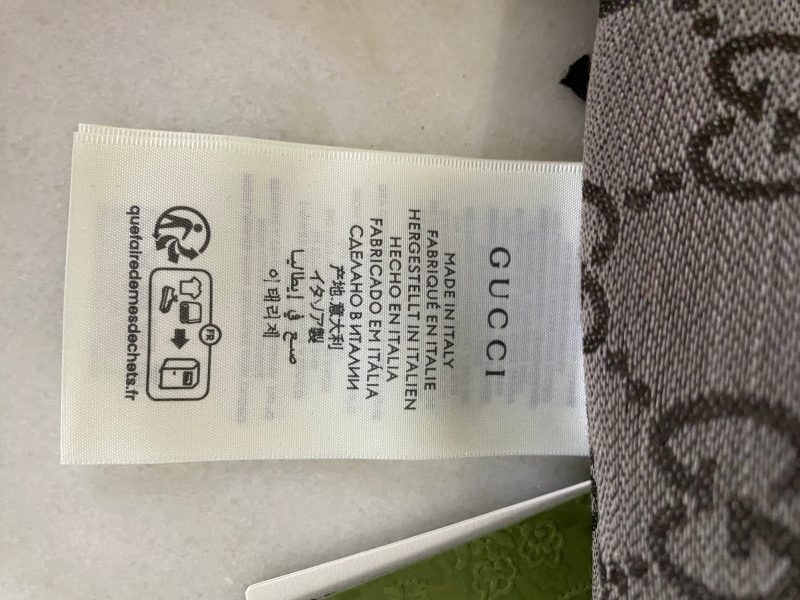 GUCCI
MADE IN ITALY
FABRIQUÉ EN ITALIE
HERGESTELLT IN ITALIEN
HECHO EN ITALIA
FABRICADO EM ITÁLIA
СДЕЛАНО В ИТАЛИИ
产地:意大利
イタリア製
صنع في إيطاليا
이태리제
FR
quefairedemesdechets.fr